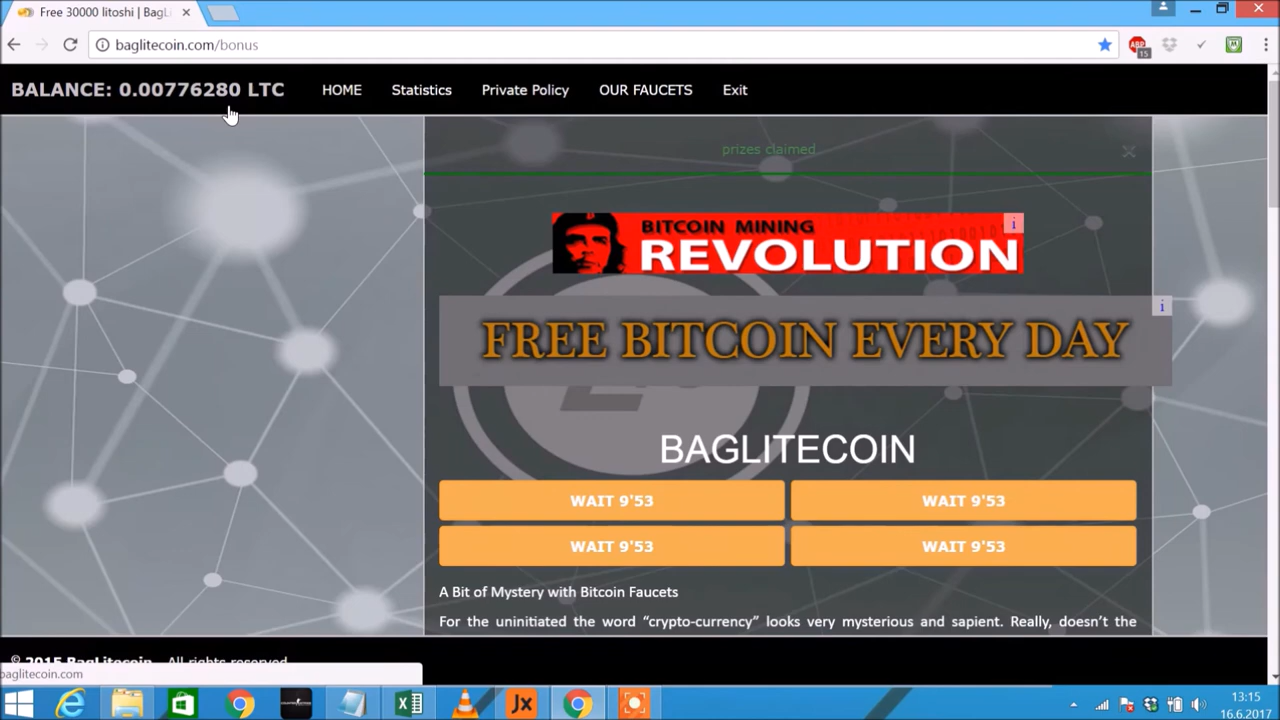 Free 30000 litoshi | BagLi
baglitecoin.com/bonus
15
BALANCE: 0.00776280 LTC
HOME
Statistics
Private Policy
OUR FAUCETS
Exit
prizes claimed
BITCOIN MINING
REVOLUTION
FREE BITCOIN EVERY DAY
BAGLITECOIN
WAIT 9'53
WAIT 9'53
WAIT 9'53
WAIT 9'53
A Bit of Mystery with Bitcoin Faucets
For the uninitiated the word “crypto-currency” looks very mysterious and sapient. Really, doesn’t the
© 2015 BagLitecoin. All rights reserved
baglitecoin.com
13:15
16.6.2017